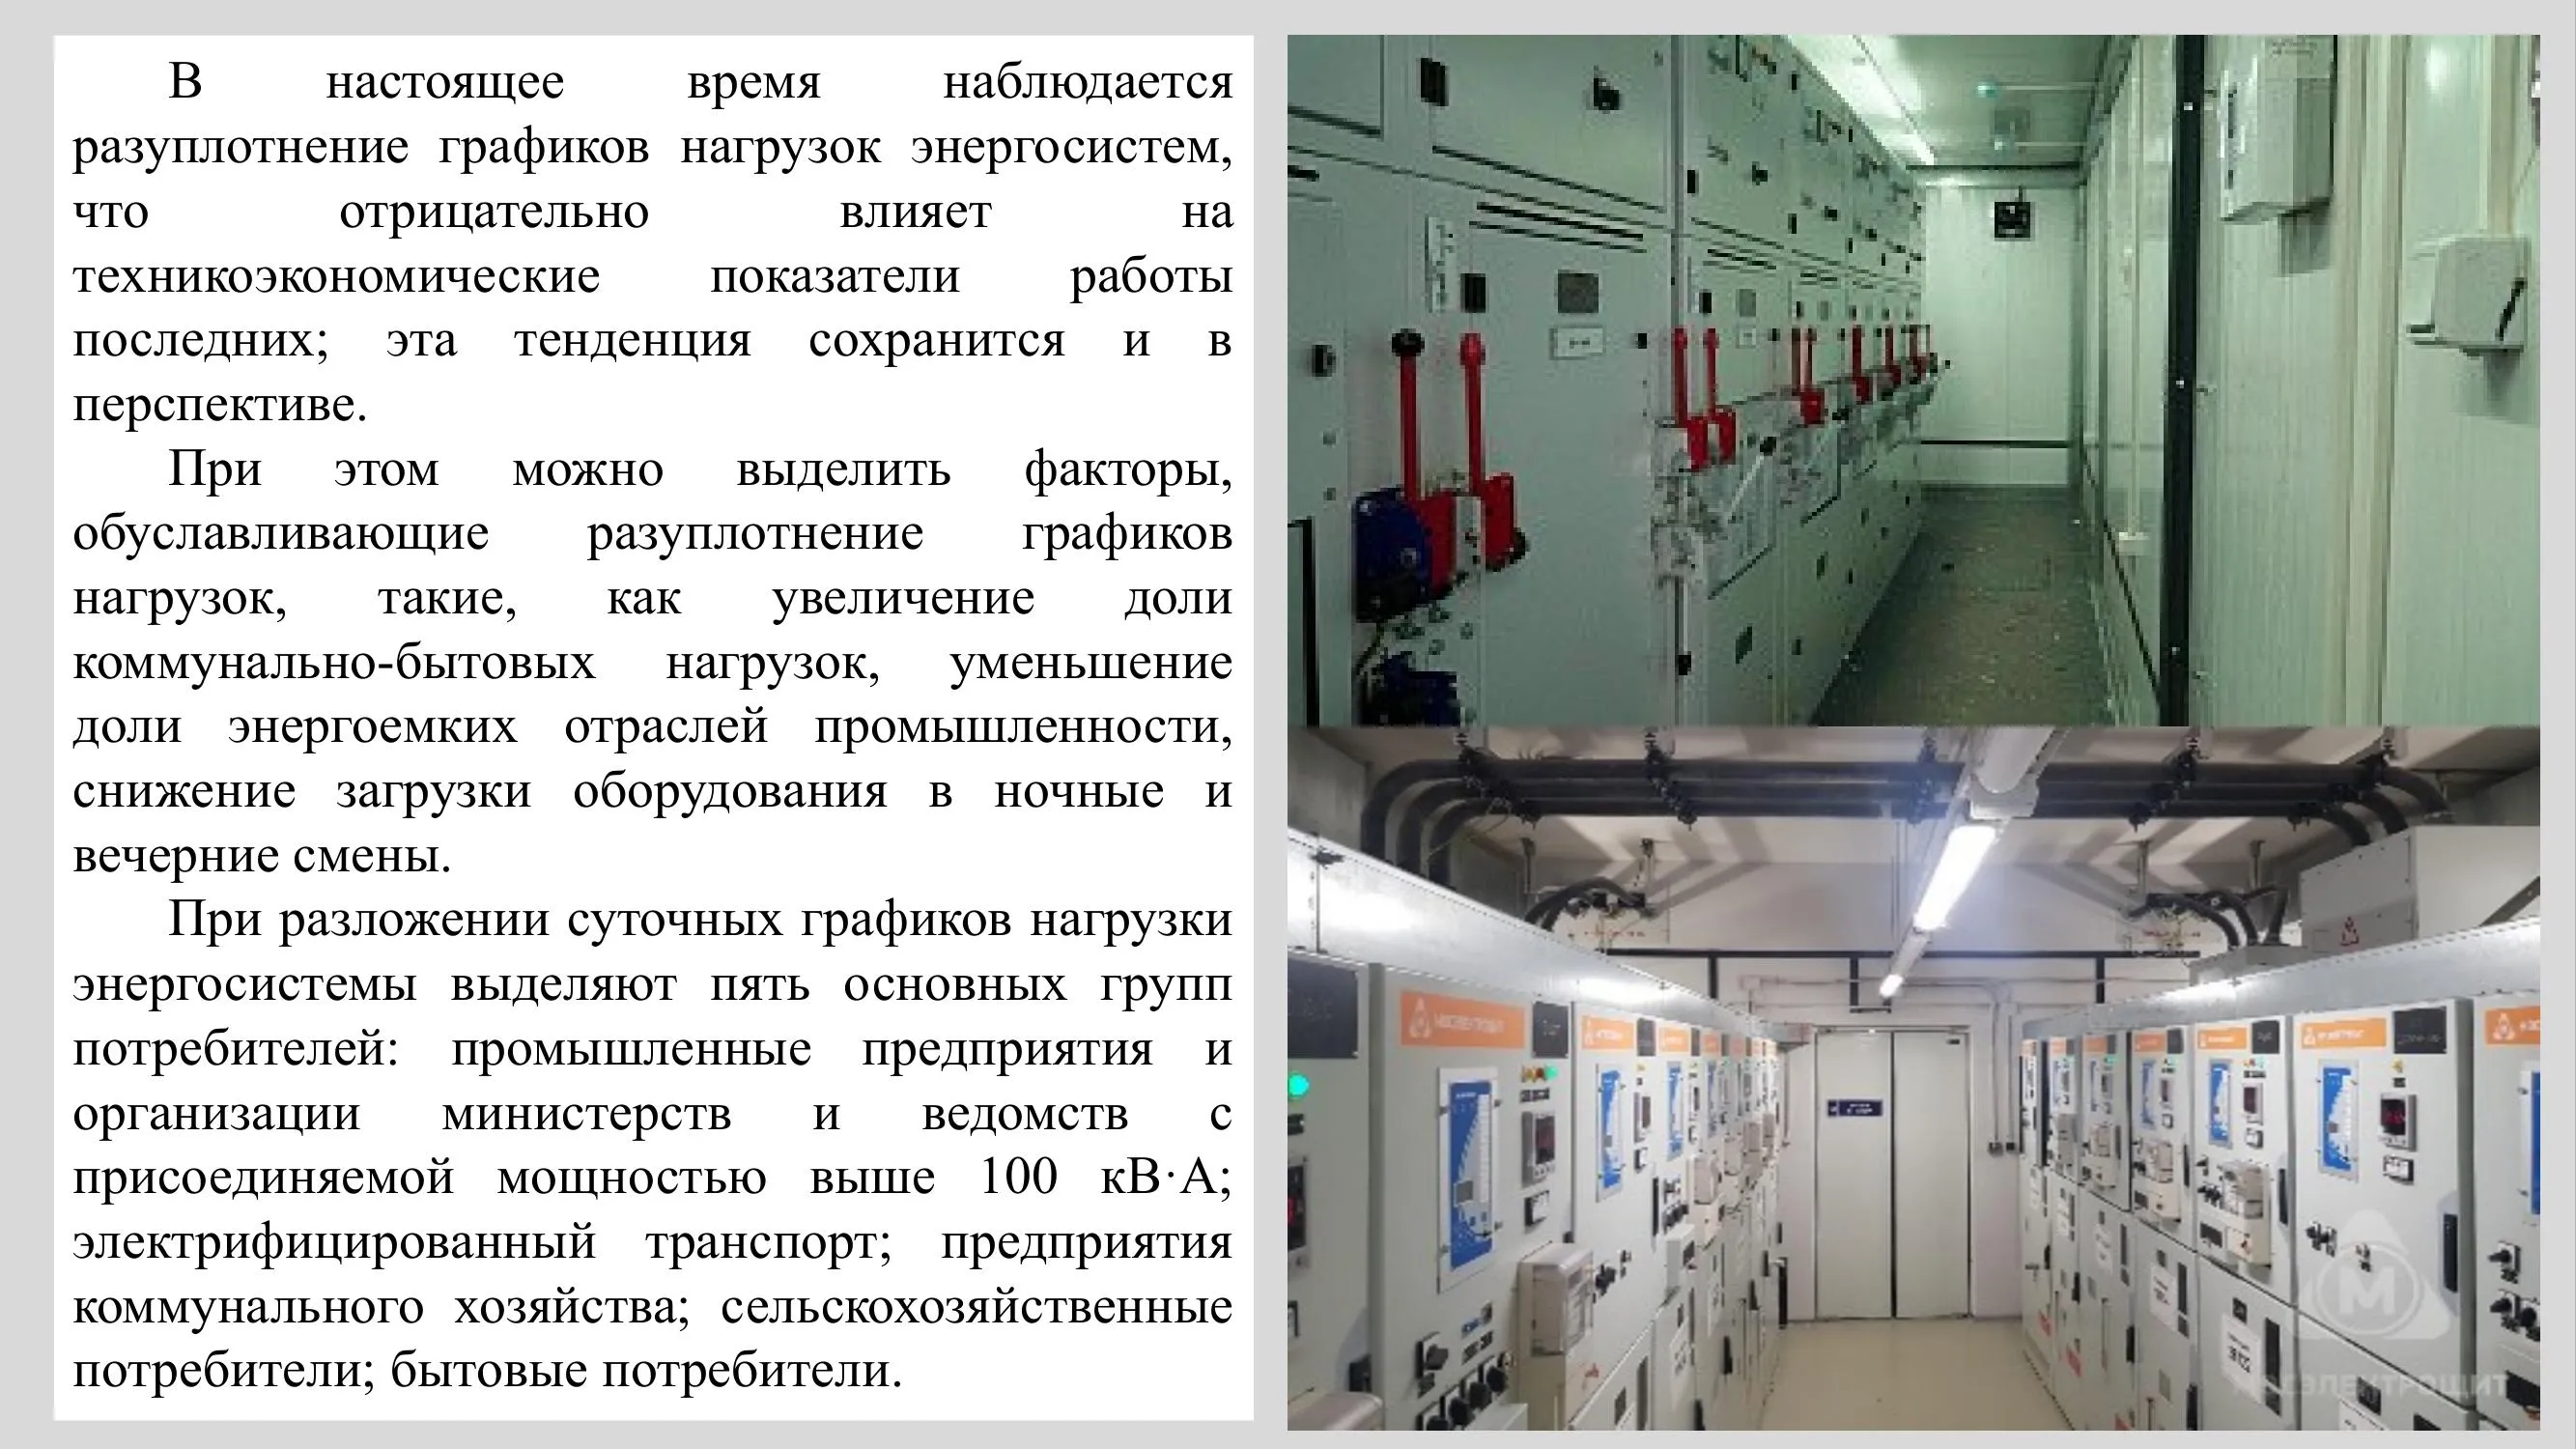 В настоящее время наблюдается
разуплотнение графиков нагрузок энергосистем,
что отрицательно влияет на
техникоэкономические показатели работы
последних; эта тенденция сохранится и в
перспективе.
При этом можно выделить факторы,
обуславливающие разуплотнение графиков
нагрузок, такие, как увеличение доли
коммунально-бытовых нагрузок, уменьшение
доли энергоемких отраслей промышленности,
снижение загрузки оборудования в ночные и
вечерние смены.
При разложении суточных графиков нагрузки
энергосистемы выделяют пять основных групп
потребителей: промышленные предприятия и
организации министерств и ведомств с
присоединяемой мощностью выше 100 кВ·А;
электрифицированный транспорт; предприятия
коммунального хозяйства; сельскохозяйственные
потребители; бытовые потребители.
М
МОСЭЛЕКТРОЩИТ